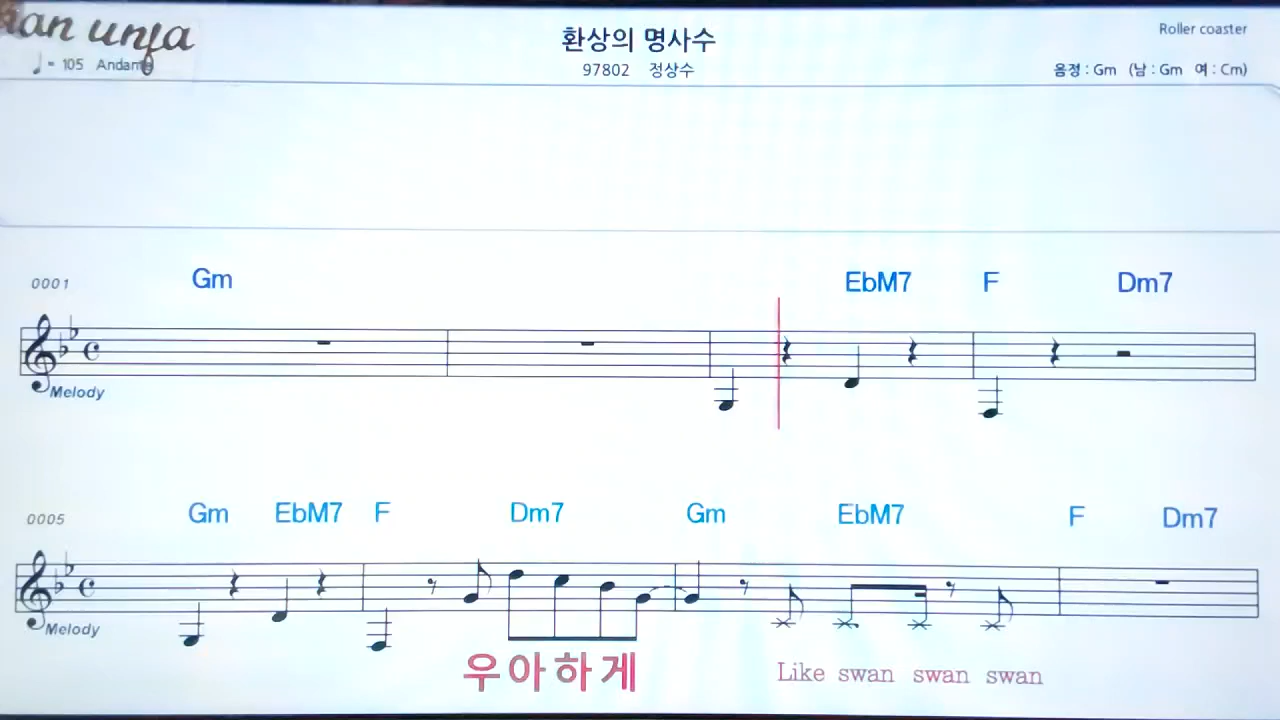 환상의 명사수
Roller coaster
♩ = 105 Andante
97802 정상수
음정 : Gm (남 : Gm 여 : Cm)
0001 Gm EbM7 F Dm7
Melody
0005 Gm EbM7 F Dm7 Gm EbM7 F Dm7
Melody
우아하게 Like swan swan swan